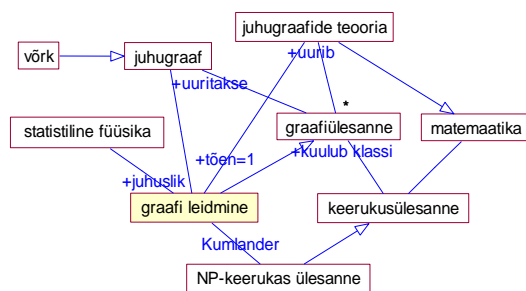 juhugraafide teooria
+uurib
võrk
juhugraaf
+uuritakse
*
statistiline füüsika
graafiülesanne
matemaatika
+tõen=1
+kuulub klassi
+juhuslik
graafi leidmine
keerukusülesanne
Kumlander
NP-keerukas ülesanne